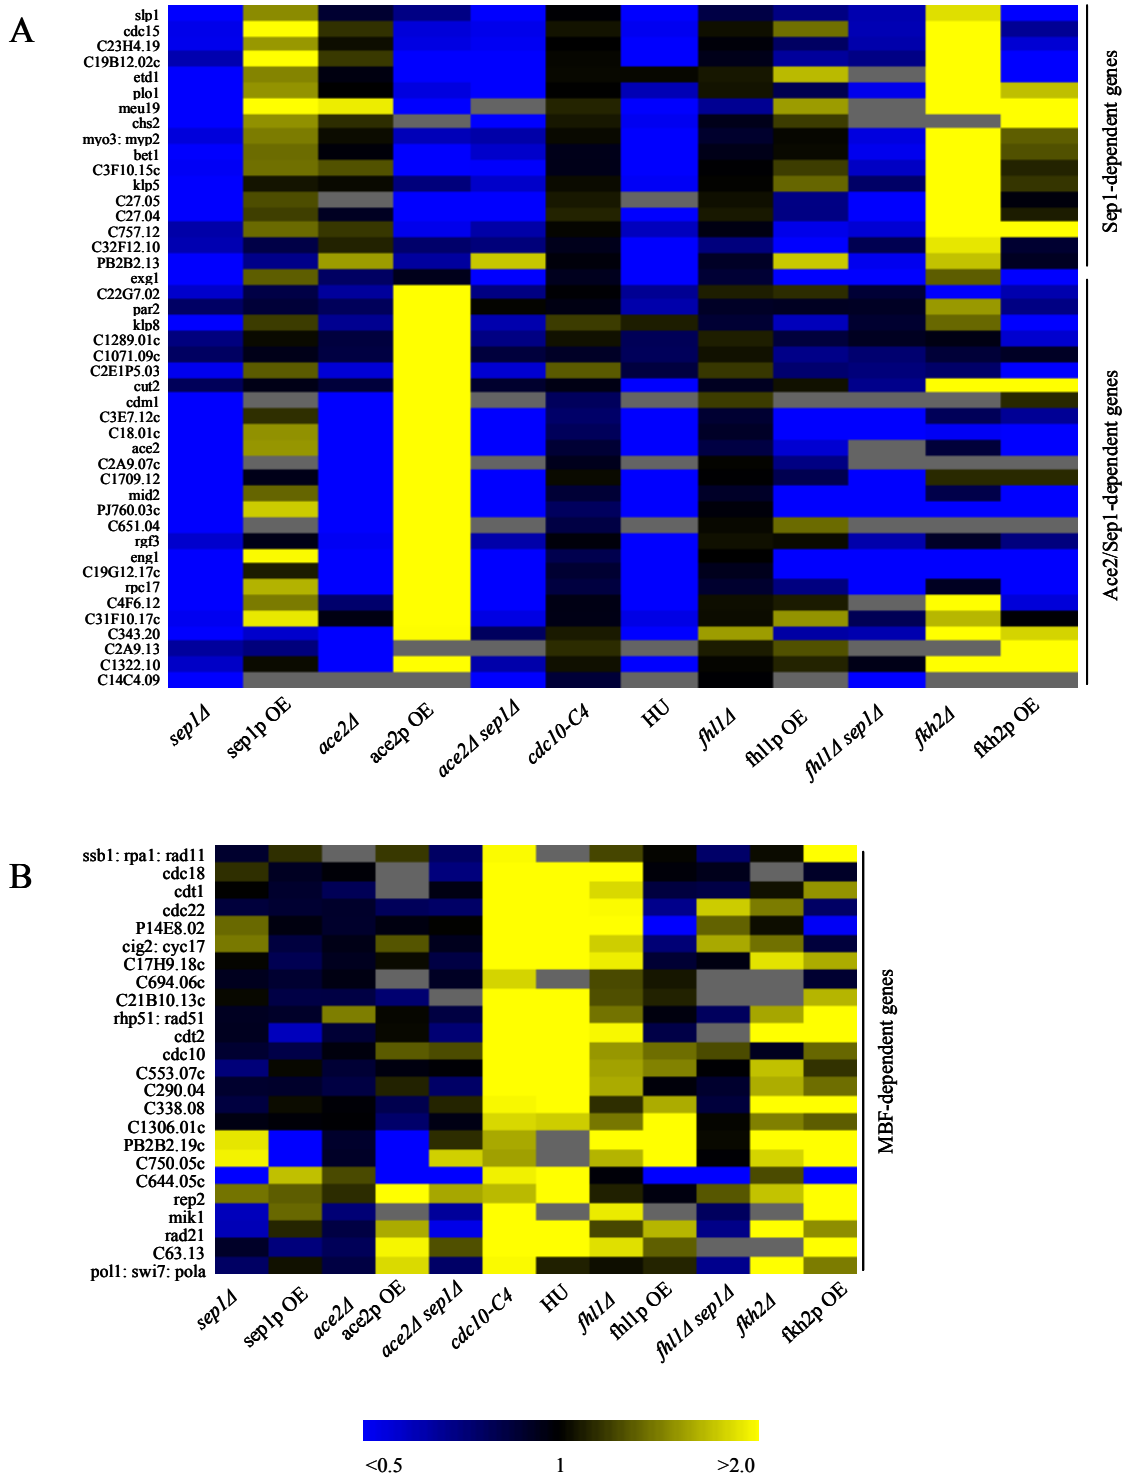 A
slp1
cdc15
C23H4.19
C19B12.02c
etd1
plo1
meu19
chs2
myo3: myp2
bet1
C3F10.15c
klp5
C27.05
C27.04
C757.12
C32F12.10
PB2B2.13
exg1
C22G7.02
par2
klp8
C1289.01c
C1071.09c
C2E1P5.03
cut2
cdm1
C3E7.12c
C18.01c
ace2
C2A9.07c
C1709.12
mid2
PJ760.03c
C651.04
rgf3
eng1
C19G12.17c
rpc17
C4F6.12
C31F10.17c
C343.20
C2A9.13
C1322.10
C14C4.09
Sep1-dependent genes
Ace2/Sep1-dependent genes
sep1Δ
sep1p OE
ace2Δ
ace2p OE
ace2Δ sep1Δ
cdc10-C4
HU
fhl1Δ
fhl1p OE
fhl1Δ sep1Δ
fkh2Δ
fkh2p OE
B
ssb1: rpa1: rad11
cdc18
cdt1
cdc22
P14E8.02
cig2: cyc17
C17H9.18c
C694.06c
C21B10.13c
rhp51: rad51
cdt2
cdc10
C553.07c
C290.04
C338.08
C1306.01c
PB2B2.19c
C750.05c
C644.05c
rep2
mik1
rad21
C63.13
pol1: swi7: pola
MBF-dependent genes
sep1Δ
sep1p OE
ace2Δ
ace2p OE
ace2Δ sep1Δ
cdc10-C4
HU
fhl1Δ
fhl1p OE
fhl1Δ sep1Δ
fkh2Δ
fkh2p OE
<0.5 1 >2.0